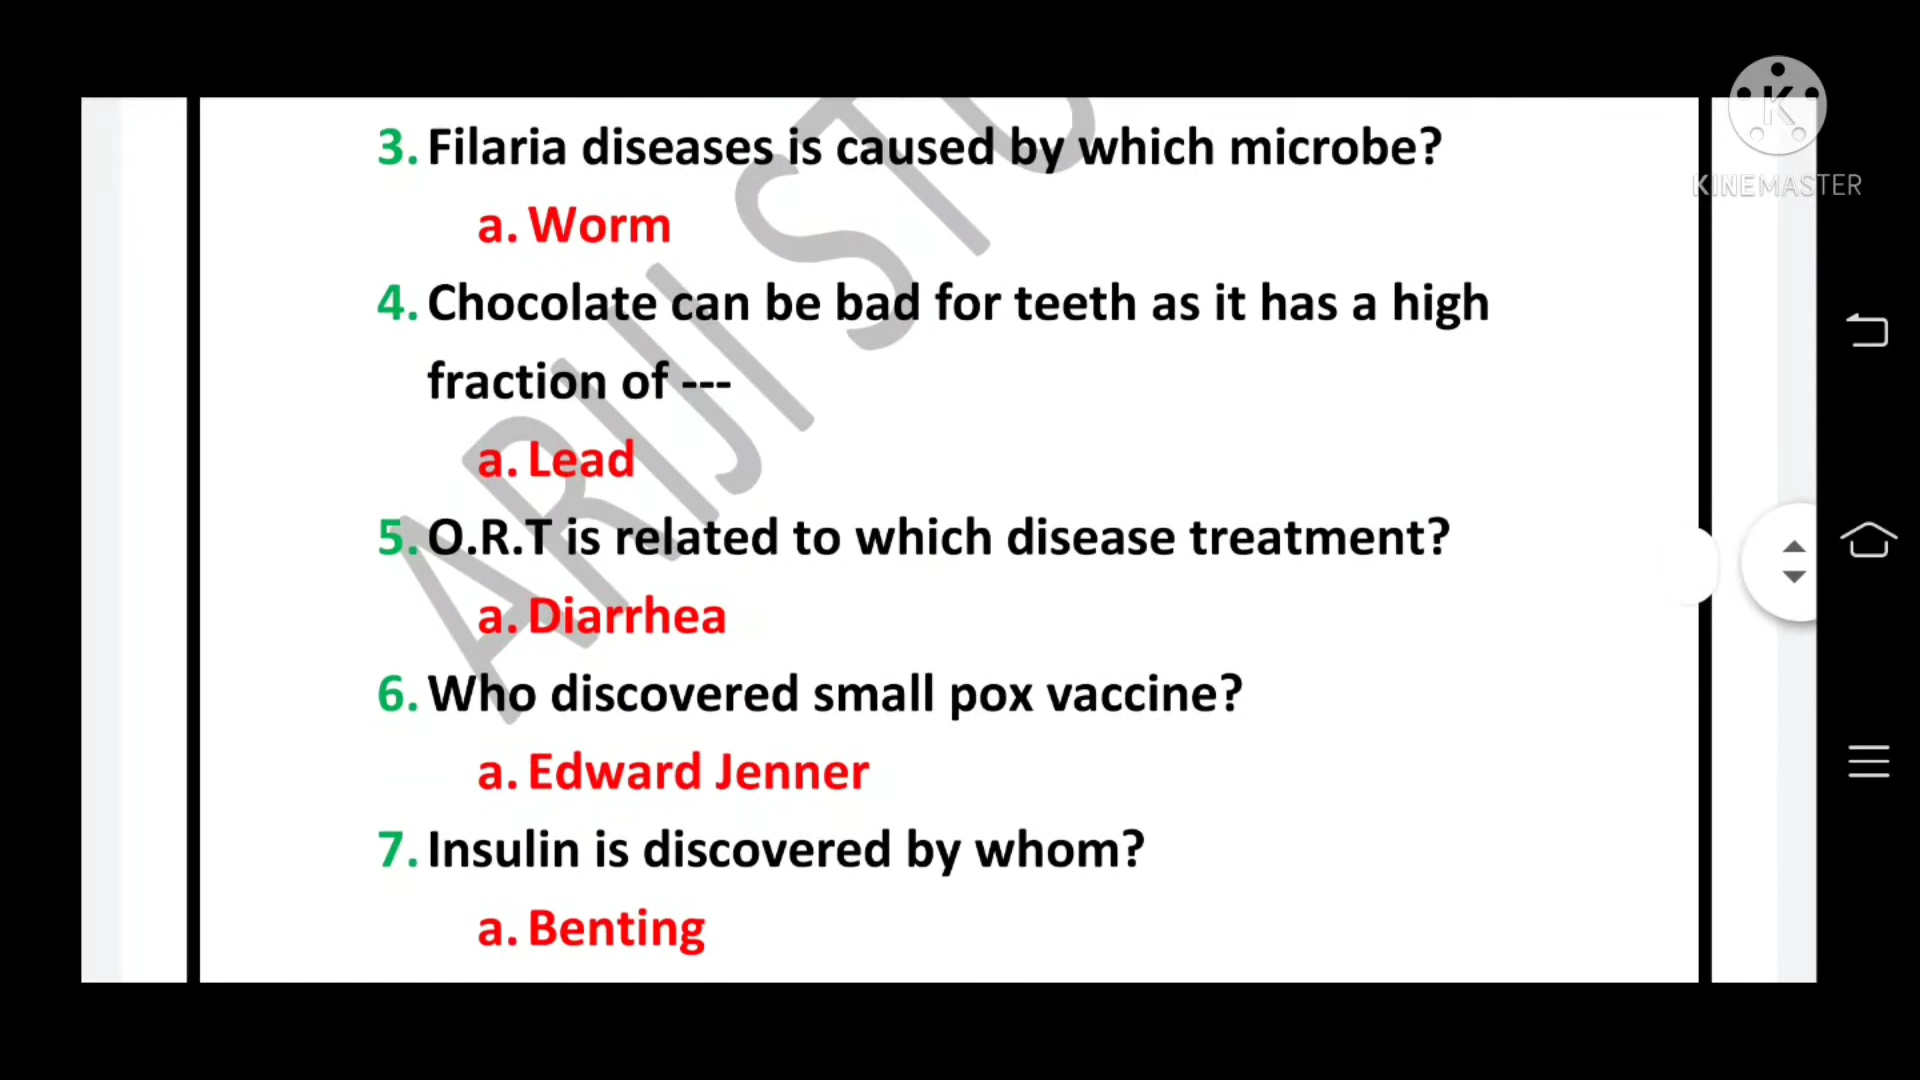 3. Filaria diseases is caused by which microbe?
a. Worm
4. Chocolate can be bad for teeth as it has a high
fraction of ---
a. Lead
5. O.R.T is related to which disease treatment?
a. Diarrhea
6. Who discovered small pox vaccine?
a. Edward Jenner
7. Insulin is discovered by whom?
a. Benting
K
KINEMASTER
ARIJI STU